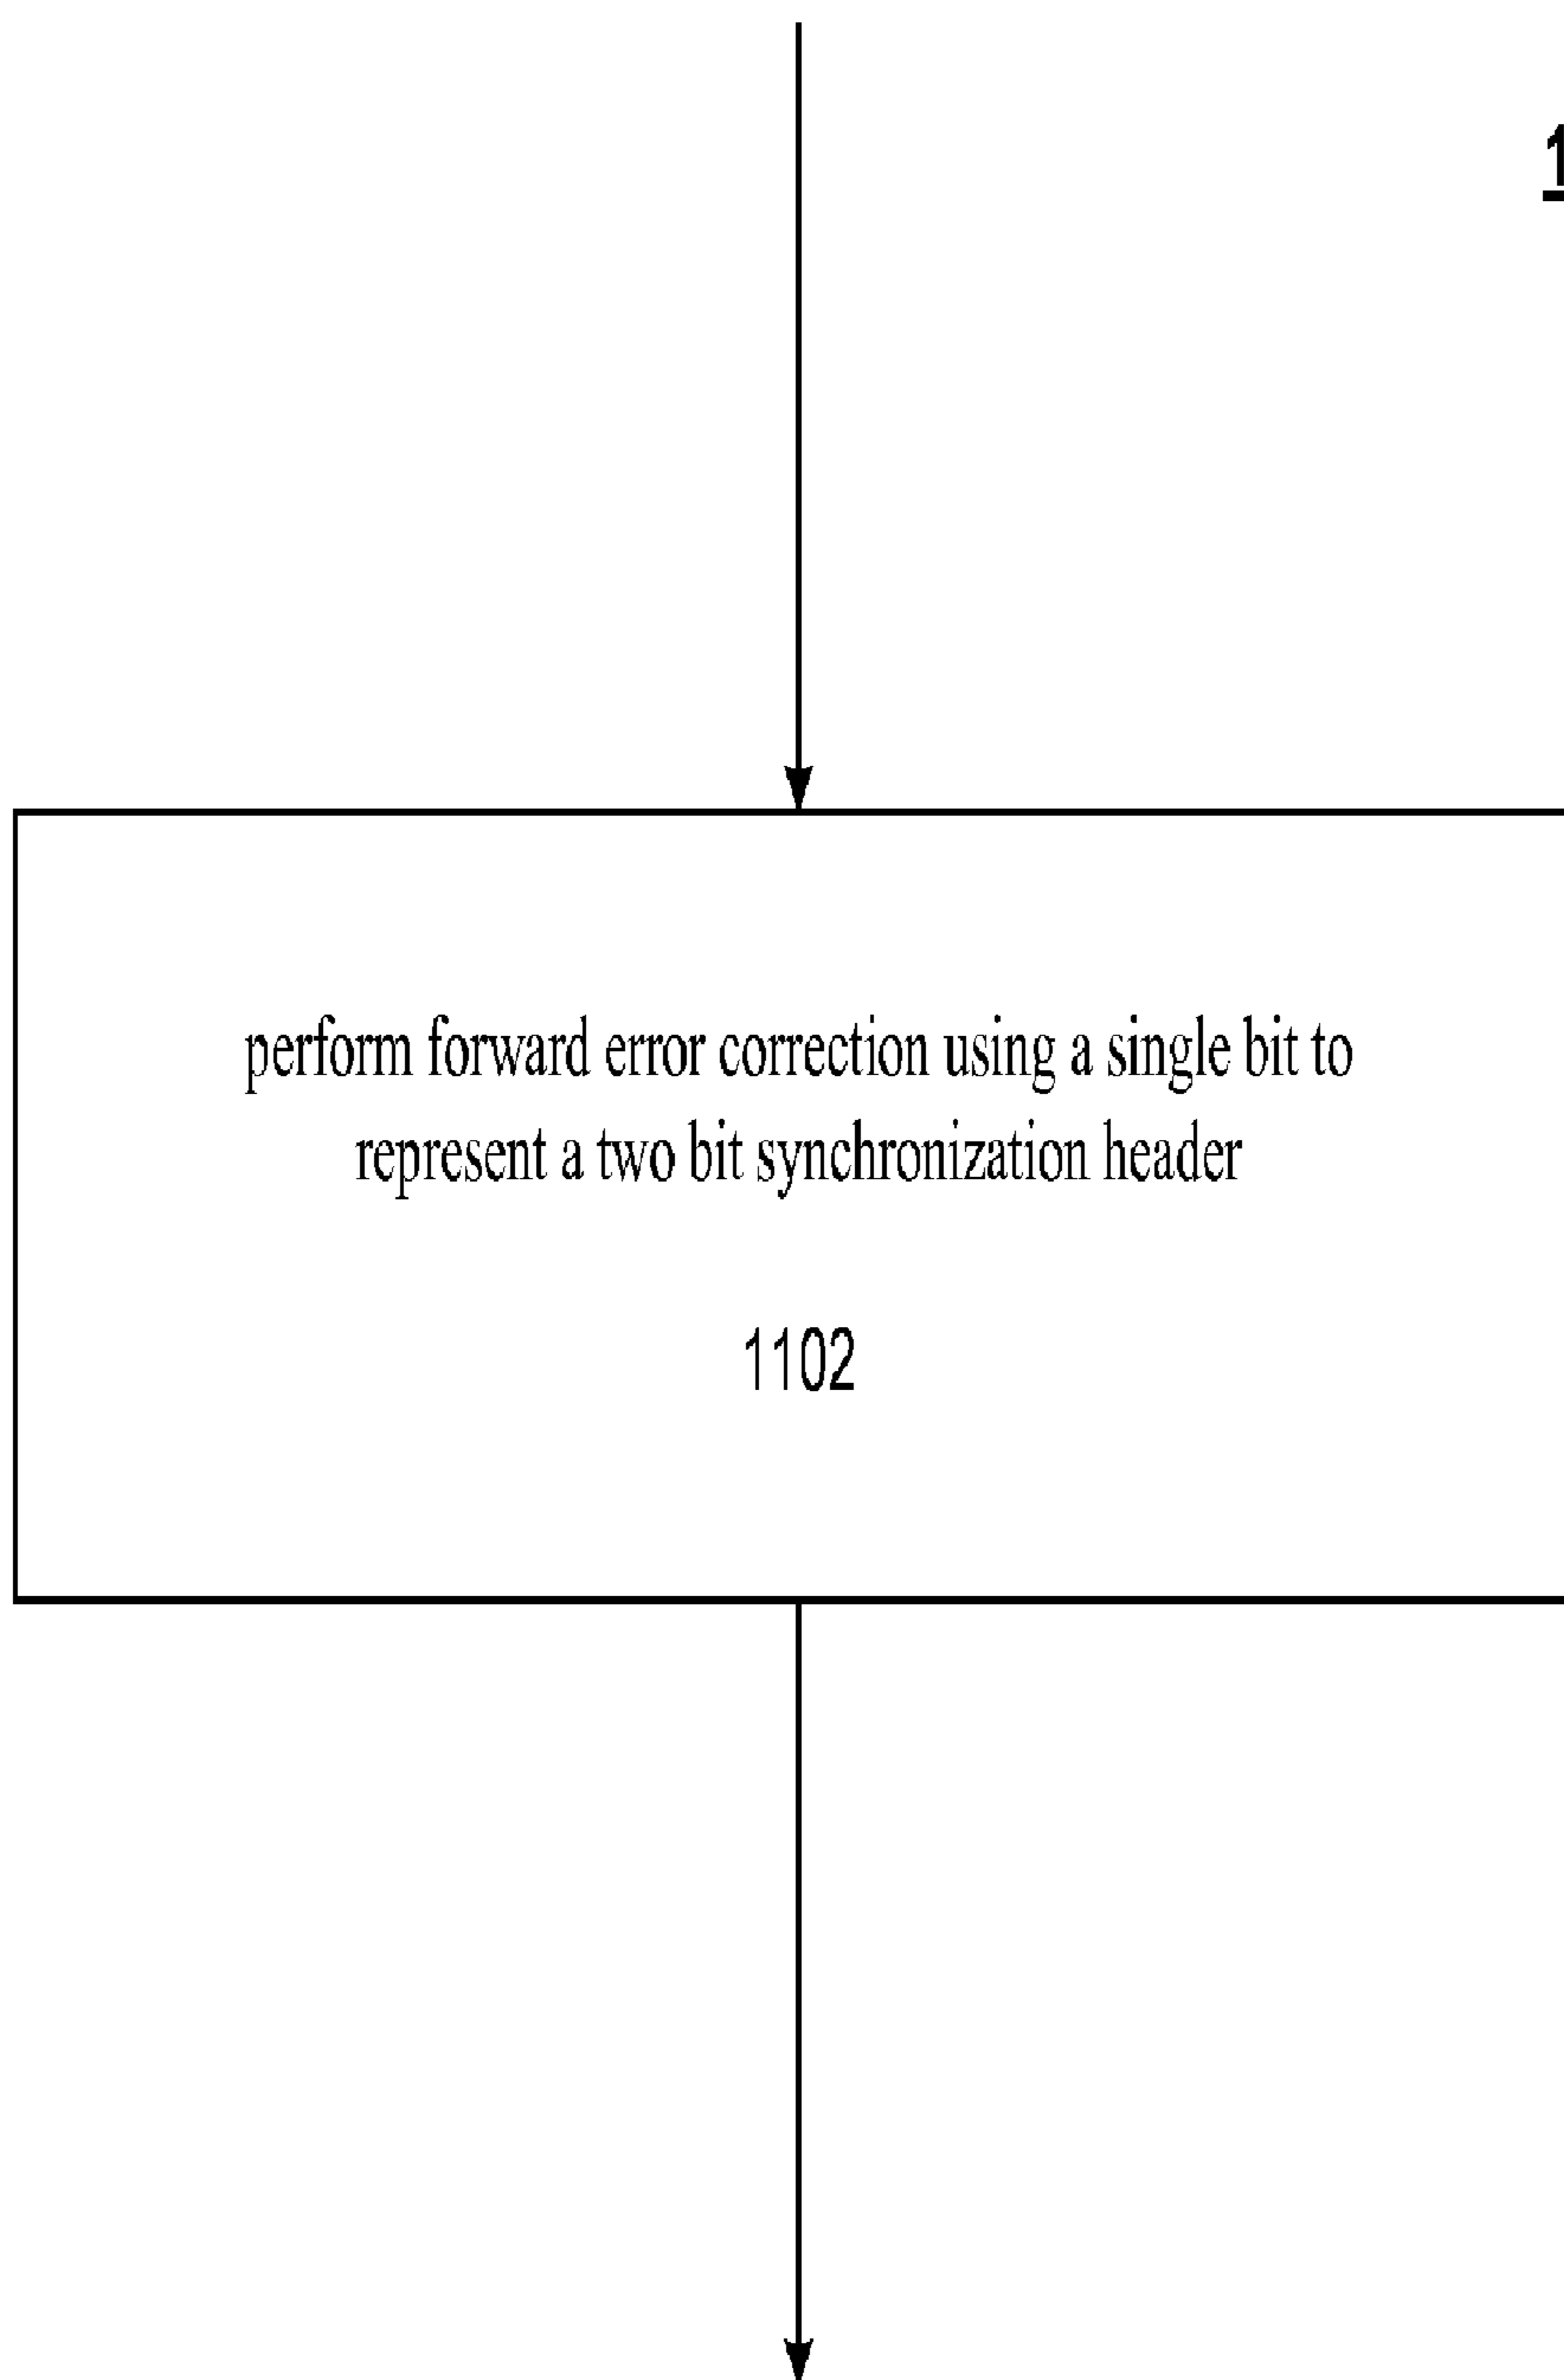 perform forward error correction using a single bit to
represent a two bit synchronization header
1102